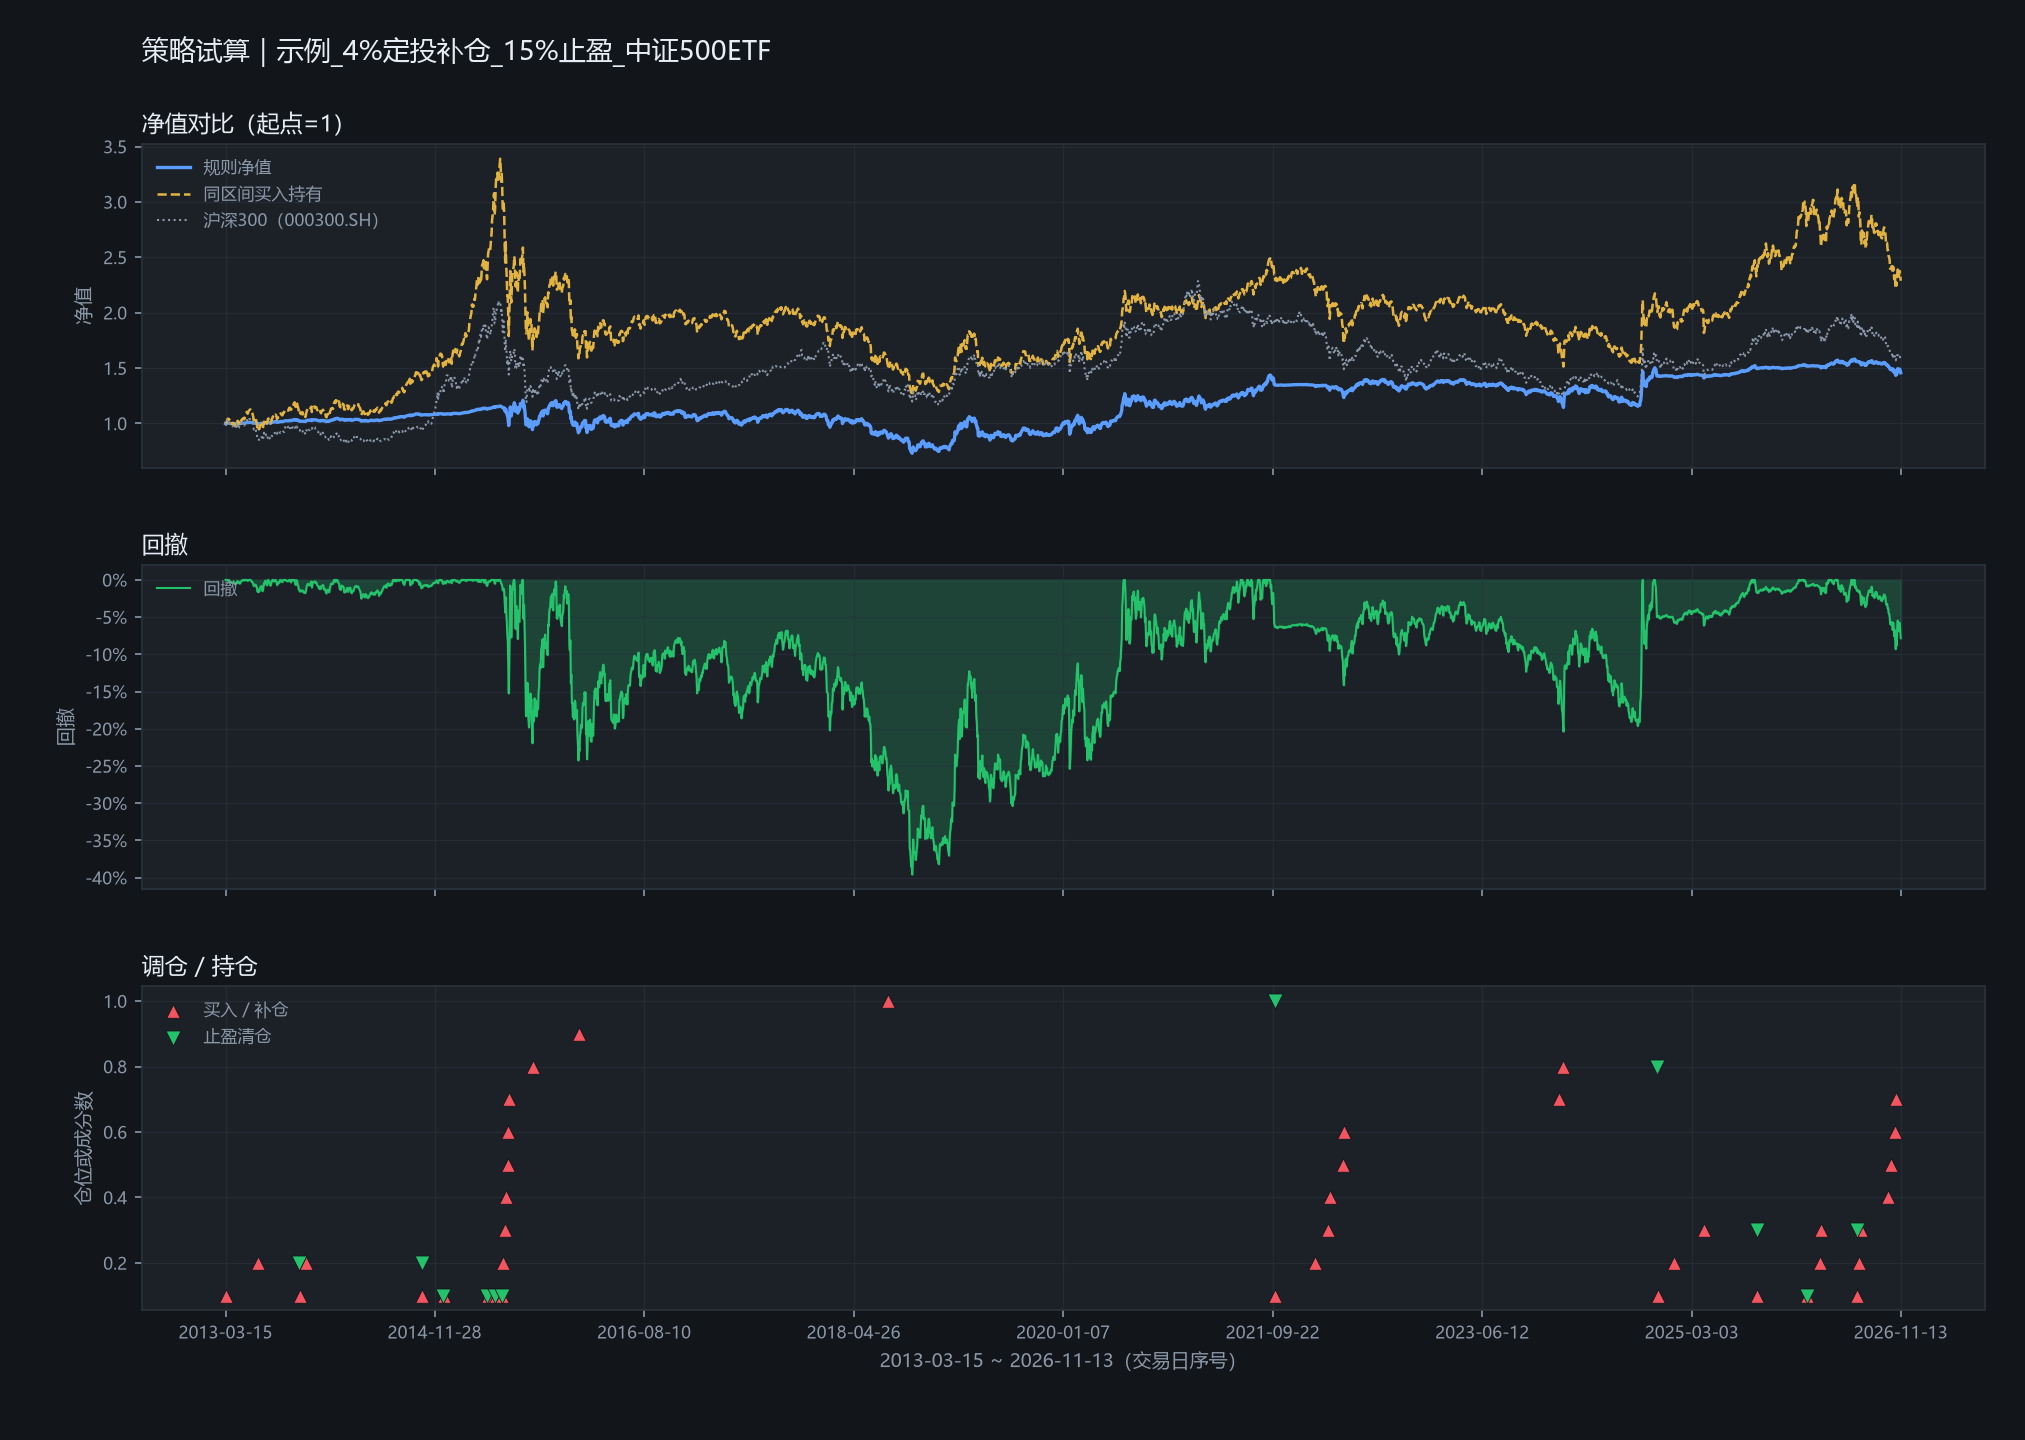 策略试算 | 示例_4%定投补仓_15%止盈_中证500ETF
净值对比（起点=1）
规则净值
同区间买入持有
沪深300（000300.SH）
净值
3.5
3.0
2.5
2.0
1.5
1.0
回撤
回撤
回撤
0%
-5%
-10%
-15%
-20%
-25%
-30%
-35%
-40%
调仓 / 持仓
买入 / 补仓
止盈清仓
仓位或成分数
1.0
0.8
0.6
0.4
0.2
2013-03-15
2014-11-28
2016-08-10
2018-04-26
2020-01-07
2021-09-22
2023-06-12
2025-03-03
2026-11-13
2013-03-15 ~ 2026-11-13（交易日序号）